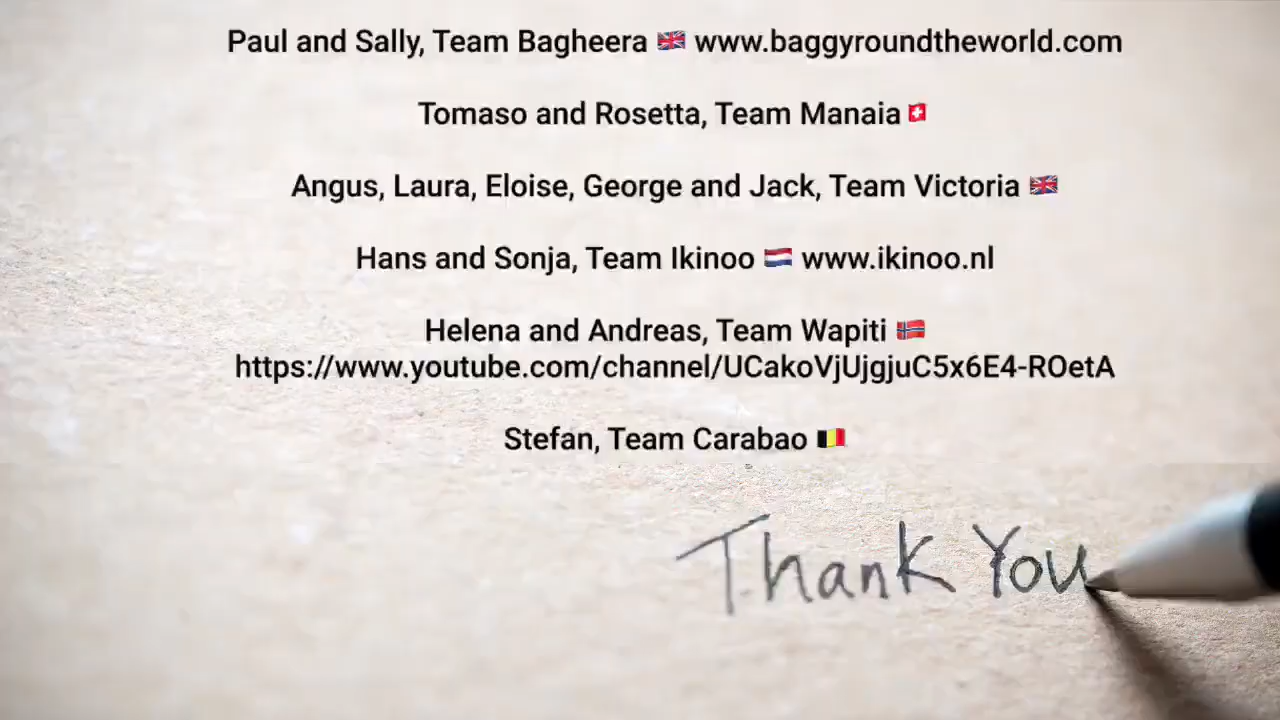 Paul and Sally, Team Bagheera 🇬🇧 www.baggyroundtheworld.com
Tomaso and Rosetta, Team Manaia 🇨🇭
Angus, Laura, Eloise, George and Jack, Team Victoria 🇬🇧
Hans and Sonja, Team Ikinoo 🇳🇱 www.ikinoo.nl
Helena and Andreas, Team Wapiti 🇳🇴
https://www.youtube.com/channel/UCakoVjUjgjuC5x6E4-ROetA
Stefan, Team Carabao 🇧🇪
Thank You